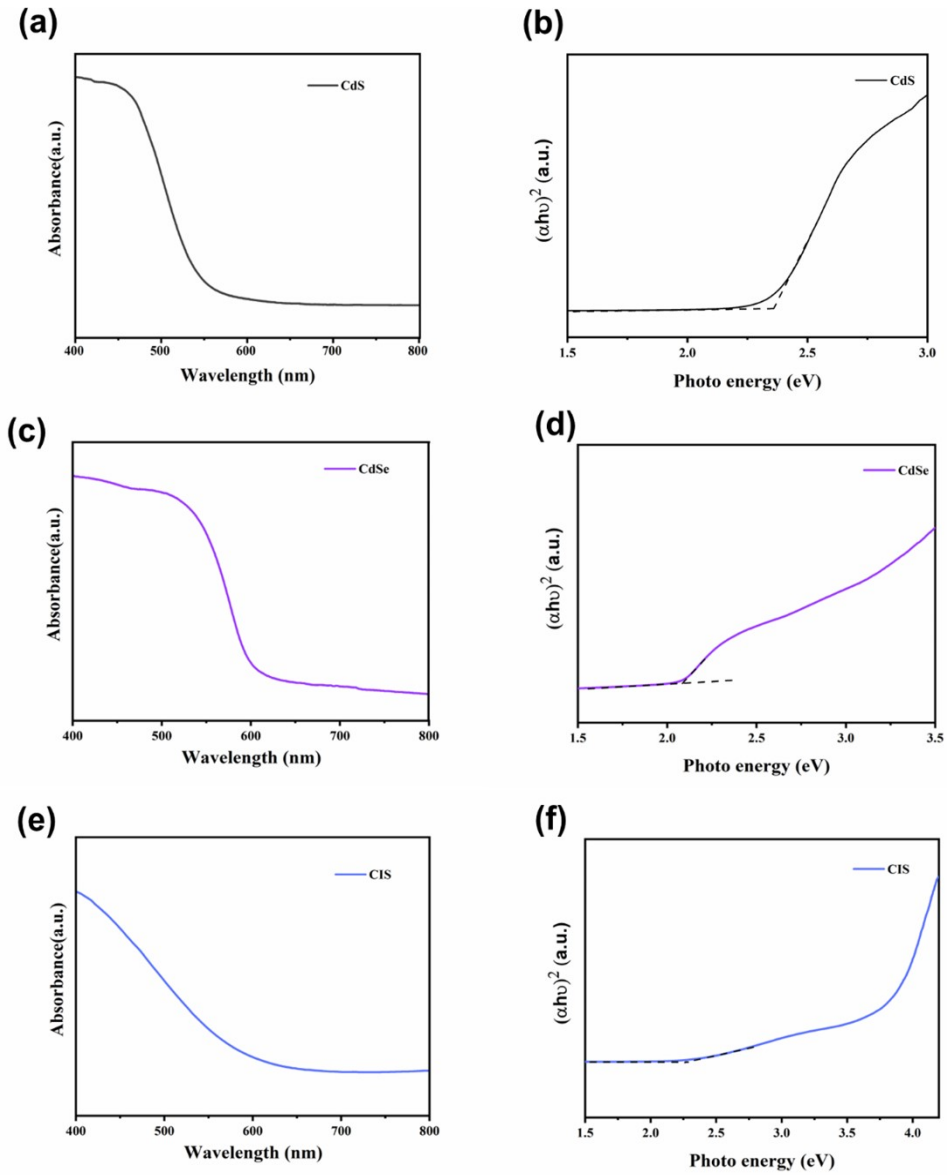 (a)
CdS
Absorbance(a.u.)
400 500 600 700 800
Wavelength (nm)
(b)
CdS
(αhυ)² (a.u.)
1.5 2.0 2.5 3.0
Photo energy (eV)
(c)
CdSe
Absorbance(a.u.)
400 500 600 700 800
Wavelength (nm)
(d)
CdSe
(αhυ)² (a.u.)
1.5 2.0 2.5 3.0 3.5
Photo energy (eV)
(e)
CIS
Absorbance(a.u.)
400 500 600 700 800
Wavelength (nm)
(f)
CIS
(αhυ)² (a.u.)
1.5 2.0 2.5 3.0 3.5 4.0
Photo energy (eV)